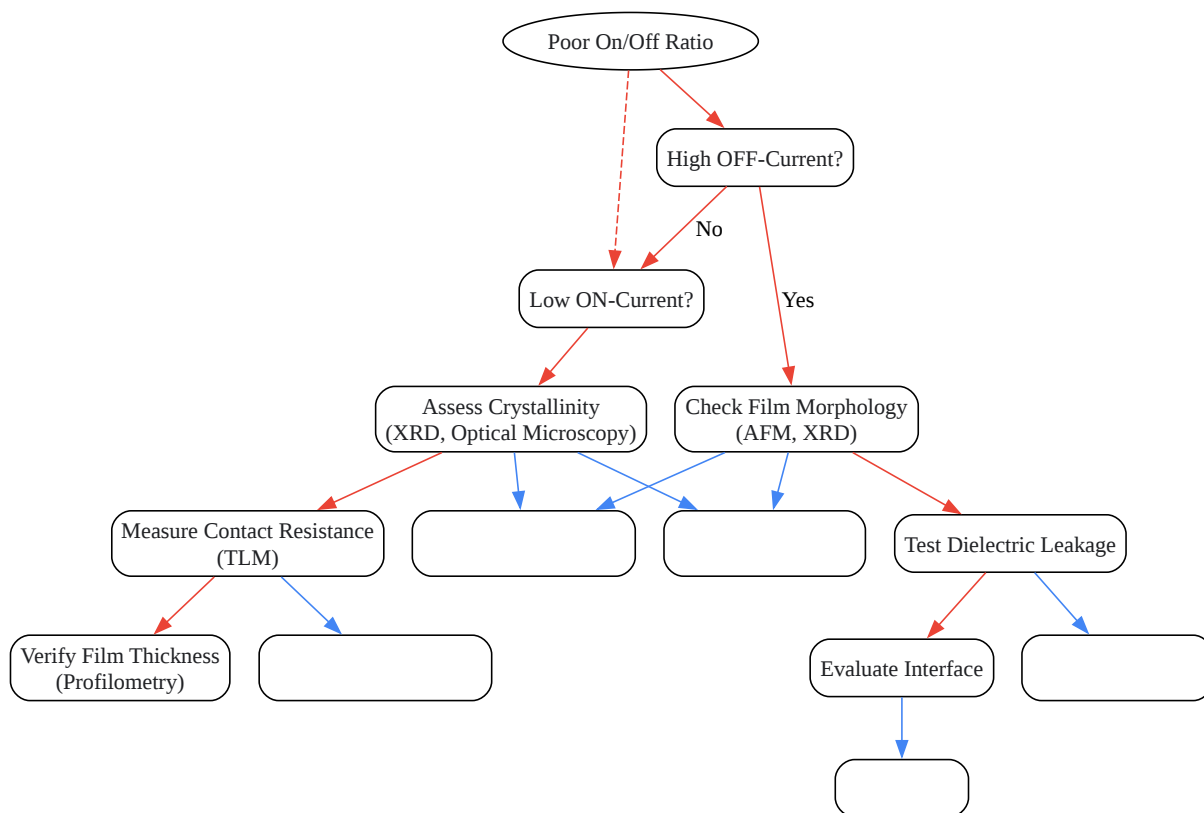 Poor On/Off Ratio
High OFF-Current?
No
Low ON-Current?
Yes
Assess Crystallinity
(XRD, Optical Microscopy)
Check Film Morphology
(AFM, XRD)
Measure Contact Resistance
(TLM)
Test Dielectric Leakage
Verify Film Thickness
(Profilometry)
Evaluate Interface